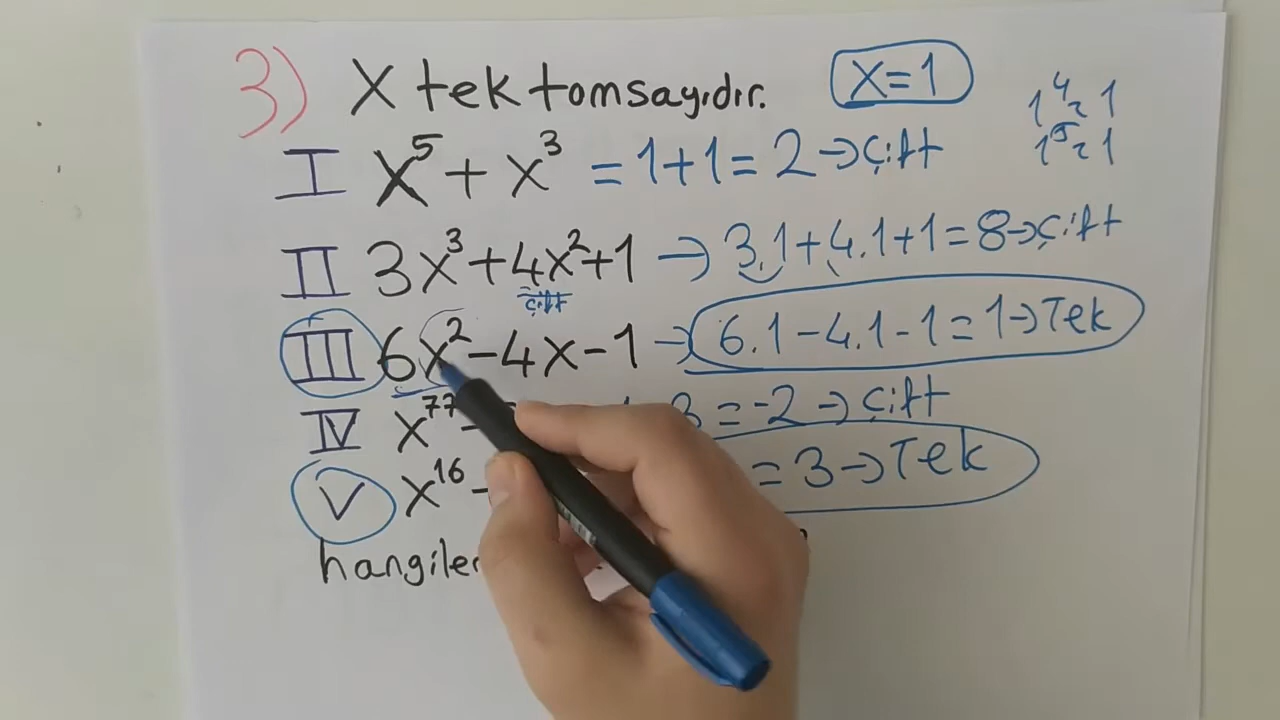 3) X tek tamsayıdır. X=1
1⁴=1
1⁵=1
I x⁵ + x³ = 1+1=2→Çift
II 3x³+4x²+1 → 3.1+4.1+1=8→Çift
Çift
III 6x²-4x-1 → 6.1-4.1-1=1→Tek
IV x⁷⁷- 3=-2→Çift
V x¹⁶- =3→Tek